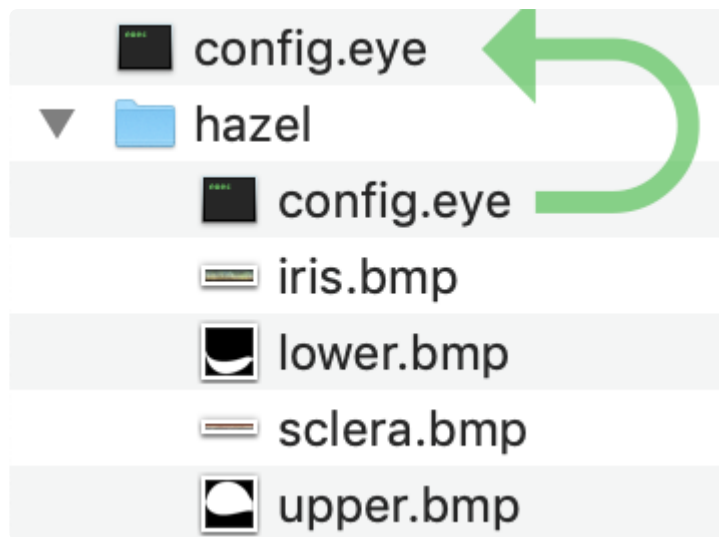 config.eye
hazel
config.eye
iris.bmp
lower.bmp
sclera.bmp
upper.bmp